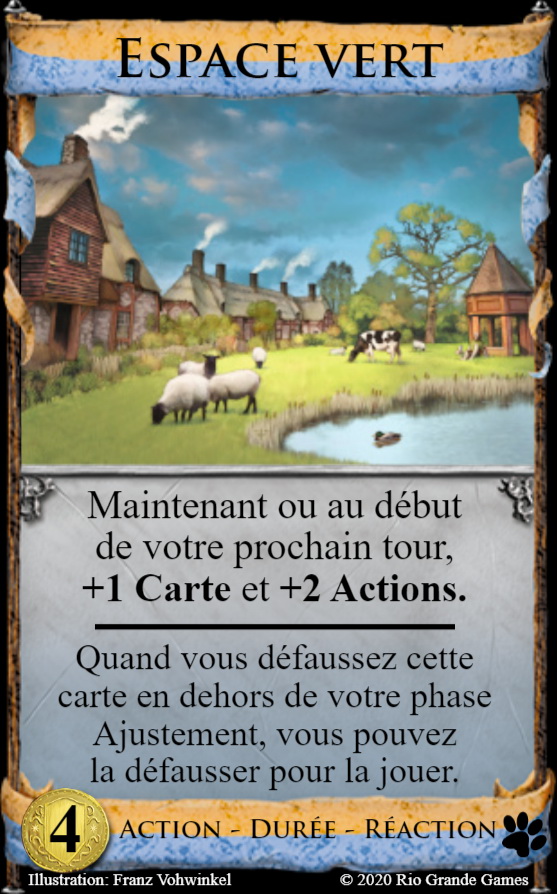 Espace vert
Maintenant ou au début
de votre prochain tour,
+1 Carte et +2 Actions.
Quand vous défaussez cette
carte en dehors de votre phase
Ajustement, vous pouvez
la défausser pour la jouer.
4 Action - Durée - Réaction
Illustration: Franz Vohwinkel © 2020 Rio Grande Games